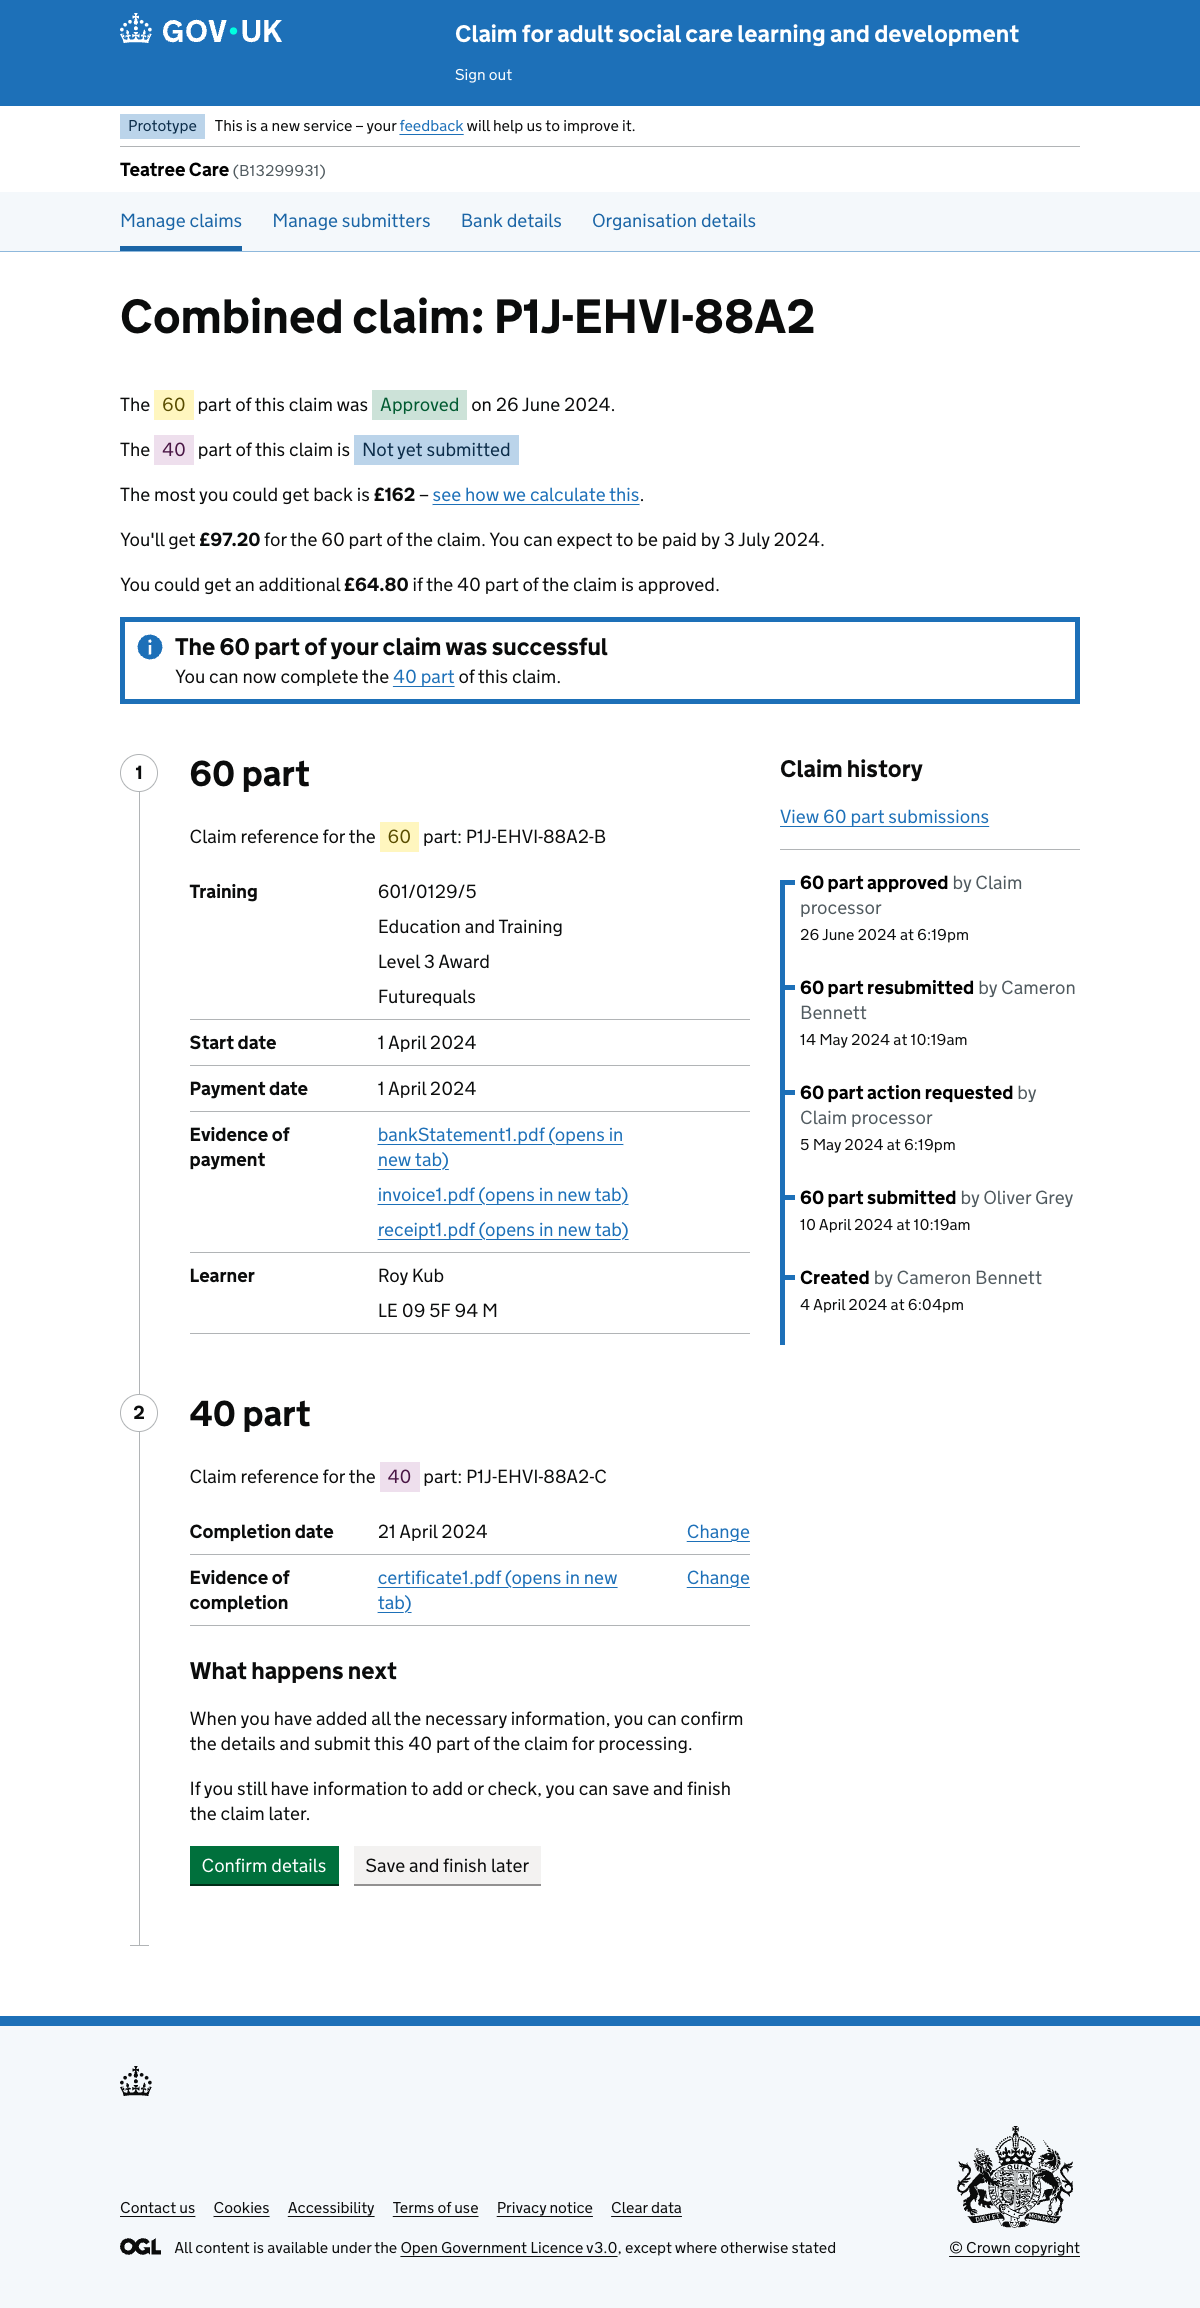 GOV·UK
Claim for adult social care learning and development
Sign out
Prototype This is a new service – your feedback will help us to improve it.
Teatree Care (B13299931)
Manage claims Manage submitters Bank details Organisation details
Combined claim: P1J-EHVI-88A2
The 60 part of this claim was Approved on 26 June 2024.
The 40 part of this claim is Not yet submitted
The most you could get back is £162 – see how we calculate this.
You'll get £97.20 for the 60 part of the claim. You can expect to be paid by 3 July 2024.
You could get an additional £64.80 if the 40 part of the claim is approved.
The 60 part of your claim was successful
You can now complete the 40 part of this claim.
1
60 part
Claim reference for the 60 part: P1J-EHVI-88A2-B
Training 601/0129/5
Education and Training
Level 3 Award
Futurequals
Start date 1 April 2024
Payment date 1 April 2024
Evidence of payment
bankStatement1.pdf (opens in
new tab)
invoice1.pdf (opens in new tab)
receipt1.pdf (opens in new tab)
Learner Roy Kub
LE 09 5F 94 M
Claim history
View 60 part submissions
60 part approved by Claim
processor
26 June 2024 at 6:19pm
60 part resubmitted by Cameron
Bennett
14 May 2024 at 10:19am
60 part action requested by
Claim processor
5 May 2024 at 6:19pm
60 part submitted by Oliver Grey
10 April 2024 at 10:19am
Created by Cameron Bennett
4 April 2024 at 6:04pm
2
40 part
Claim reference for the 40 part: P1J-EHVI-88A2-C
Completion date 21 April 2024 Change
Evidence of completion
certificate1.pdf (opens in new
tab)
Change
What happens next
When you have added all the necessary information, you can confirm
the details and submit this 40 part of the claim for processing.
If you still have information to add or check, you can save and finish
the claim later.
Confirm details Save and finish later
Contact us Cookies Accessibility Terms of use Privacy notice Clear data
OGL All content is available under the Open Government Licence v3.0, except where otherwise stated
© Crown copyright